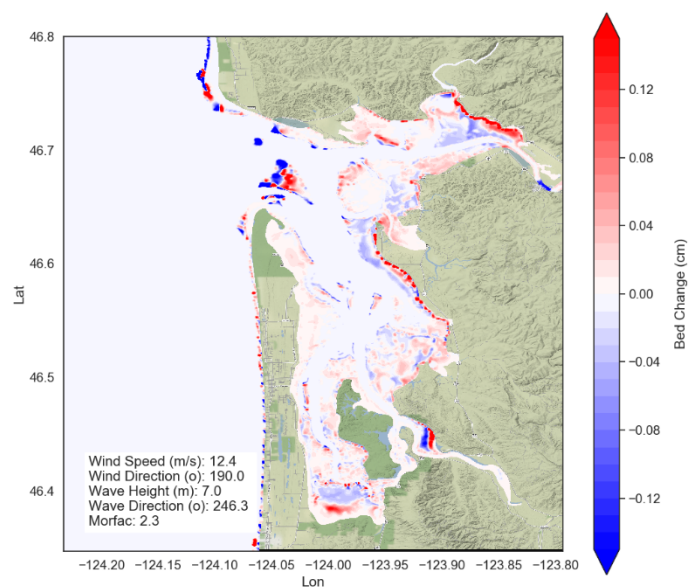 46.8
46.7
46.6
46.5
46.4
Lat
Wind Speed (m/s): 12.4
Wind Direction (o): 190.0
Wave Height (m): 7.0
Wave Direction (o): 246.3
Morfac: 2.3
−124.20 −124.15 −124.10 −124.05 −124.00 −123.95 −123.90 −123.85 −123.80
Lon
0.12
0.08
0.04
0.00
−0.04
−0.08
−0.12
Bed Change (cm)